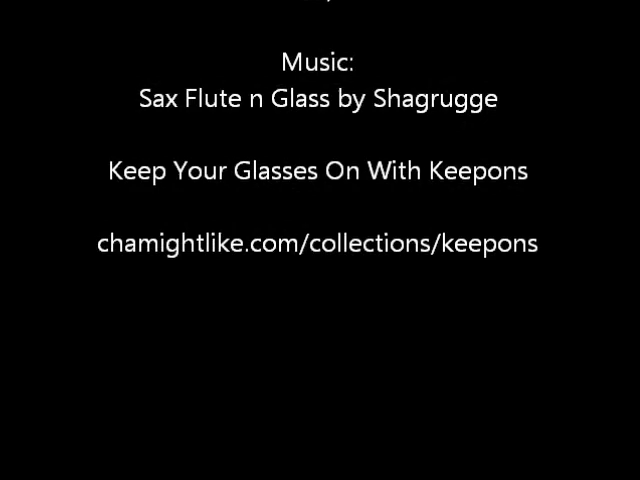 Music:
Sax Flute n Glass by Shagrugge
Keep Your Glasses On With Keepons
chamightlike.com/collections/keepons